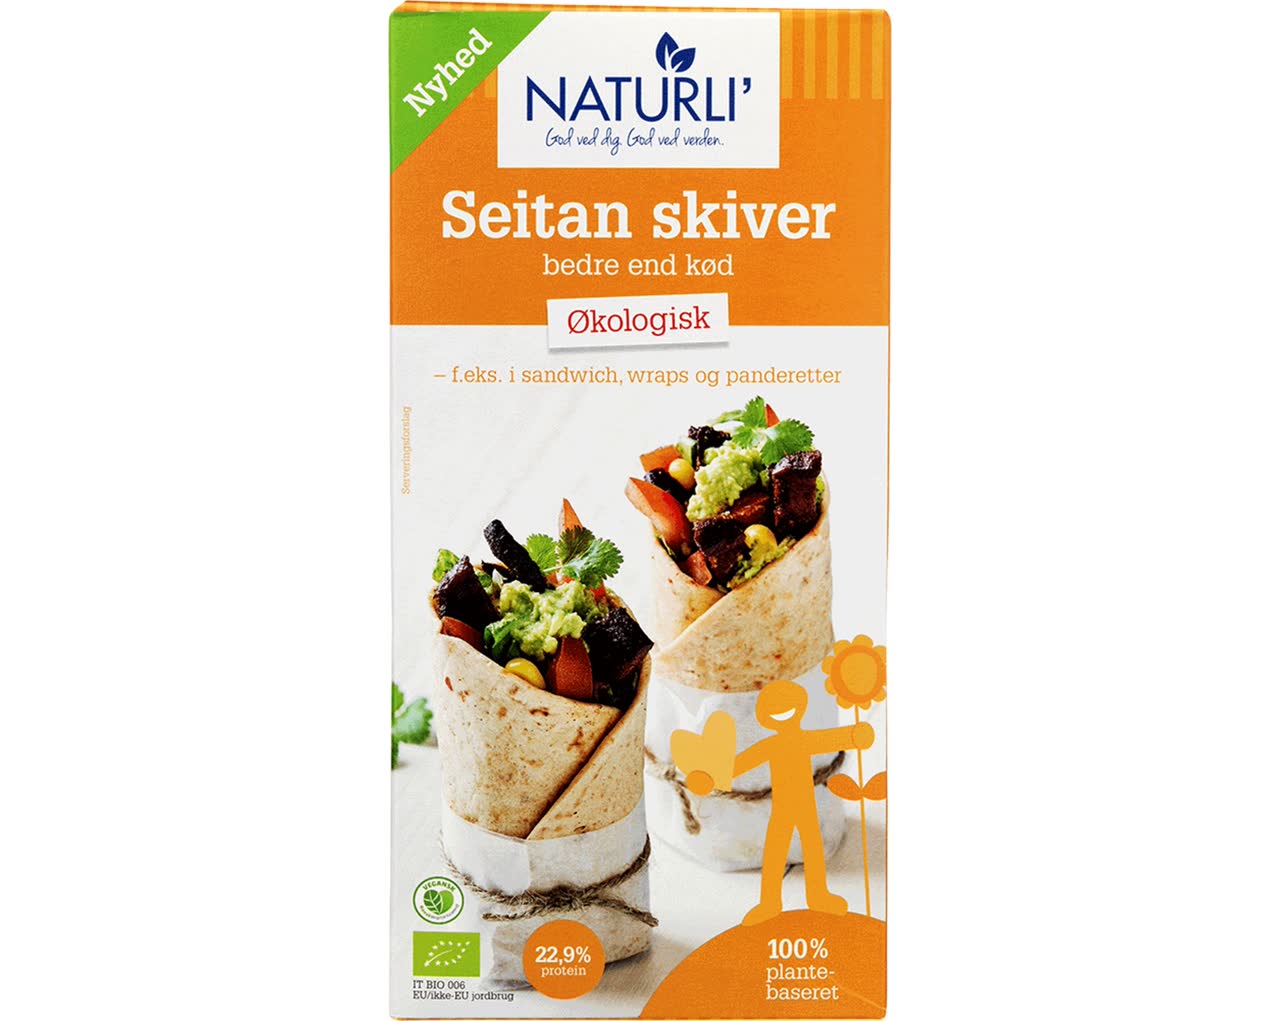 Nyhed
NATURLI’
God ved dig. God ved verden.
Seitan skiver
bedre end kød
Økologisk
– f.eks. i sandwich, wraps og panderetter
Serveringsforslag
VEGANSK
22,9%
protein
100%
plante-
baseret
IT BIO 006
EU/ikke-EU jordbrug